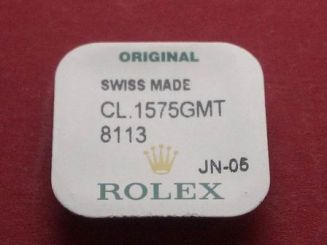 ORIGINAL
SWISS MADE
CL.1575GMT
8113
JN-05
ROLEX